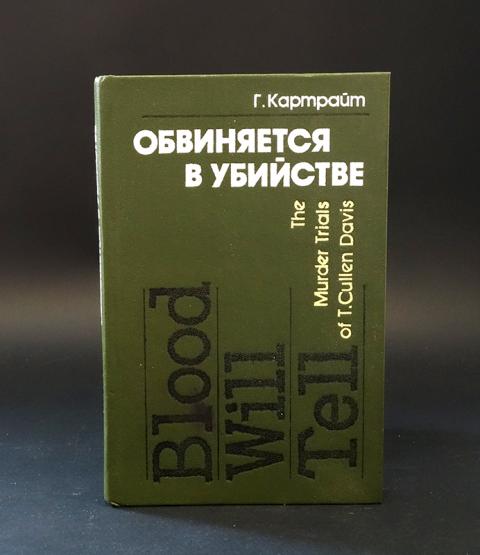 Г. Картрайт
ОБВИНЯЕТСЯ
В УБИЙСТВЕ
The
Murder Trials
of T. Cullen Davis
Blood
Will
Tell